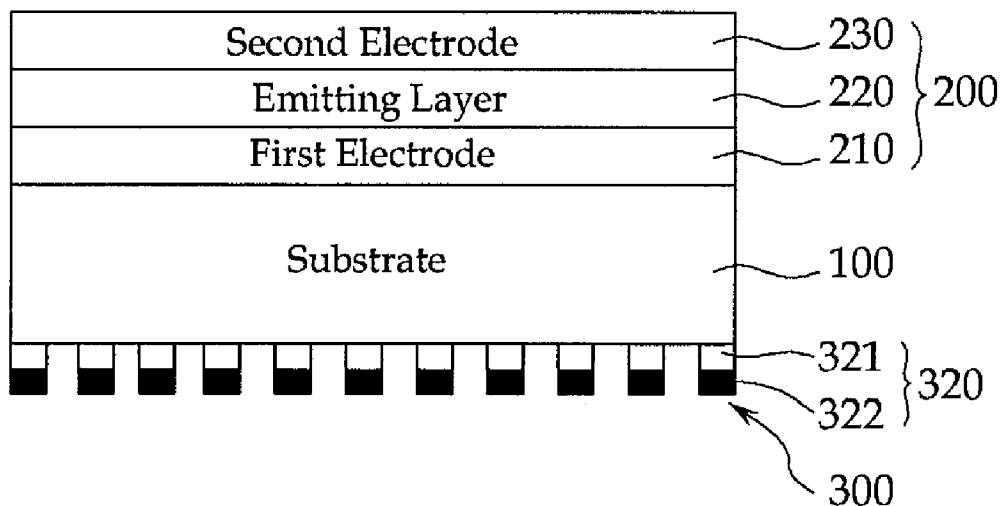 Second Electrode 230
Emitting Layer 220 200
First Electrode 210
Substrate 100
321
322 320
300